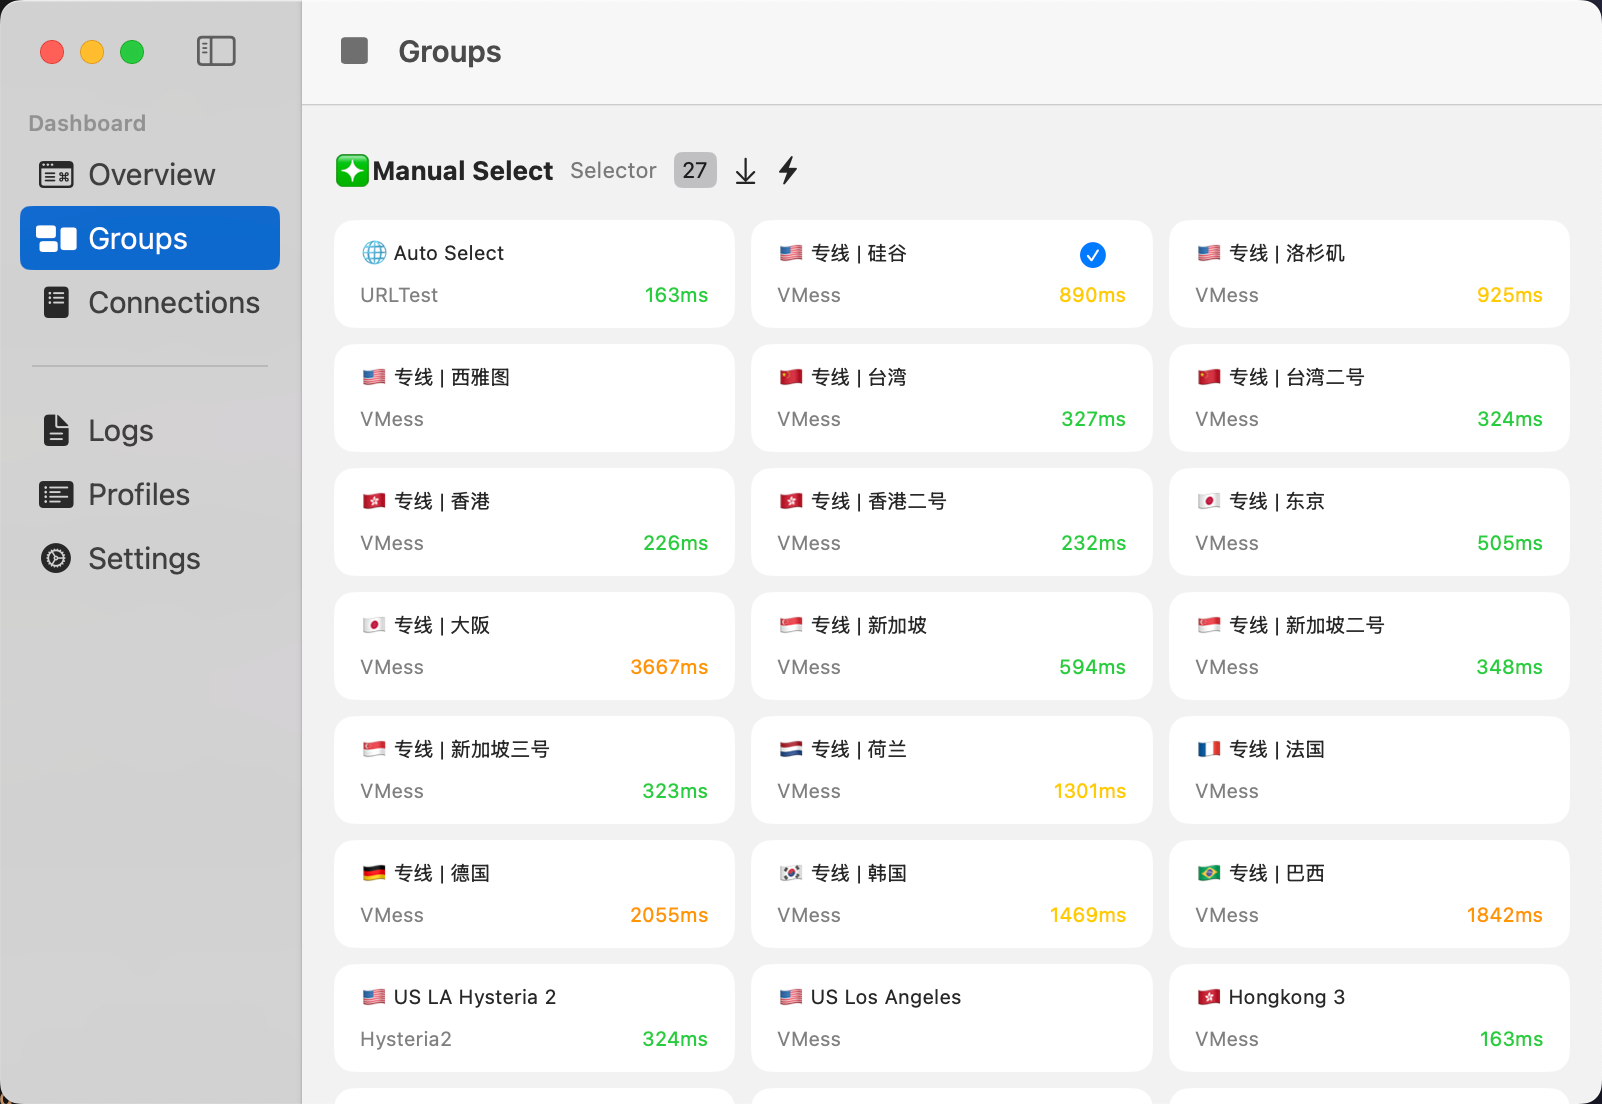 Groups
Dashboard
Overview
Groups
Connections
Logs
Profiles
Settings
Manual Select Selector 27
Auto Select
URLTest 163ms
专线 | 硅谷
VMess 890ms
专线 | 洛杉矶
VMess 925ms
专线 | 西雅图
VMess
专线 | 台湾
VMess 327ms
专线 | 台湾二号
VMess 324ms
专线 | 香港
VMess 226ms
专线 | 香港二号
VMess 232ms
专线 | 东京
VMess 505ms
专线 | 大阪
VMess 3667ms
专线 | 新加坡
VMess 594ms
专线 | 新加坡二号
VMess 348ms
专线 | 新加坡三号
VMess 323ms
专线 | 荷兰
VMess 1301ms
专线 | 法国
VMess
专线 | 德国
VMess 2055ms
专线 | 韩国
VMess 1469ms
专线 | 巴西
VMess 1842ms
US LA Hysteria 2
Hysteria2 324ms
US Los Angeles
VMess
Hongkong 3
VMess 163ms